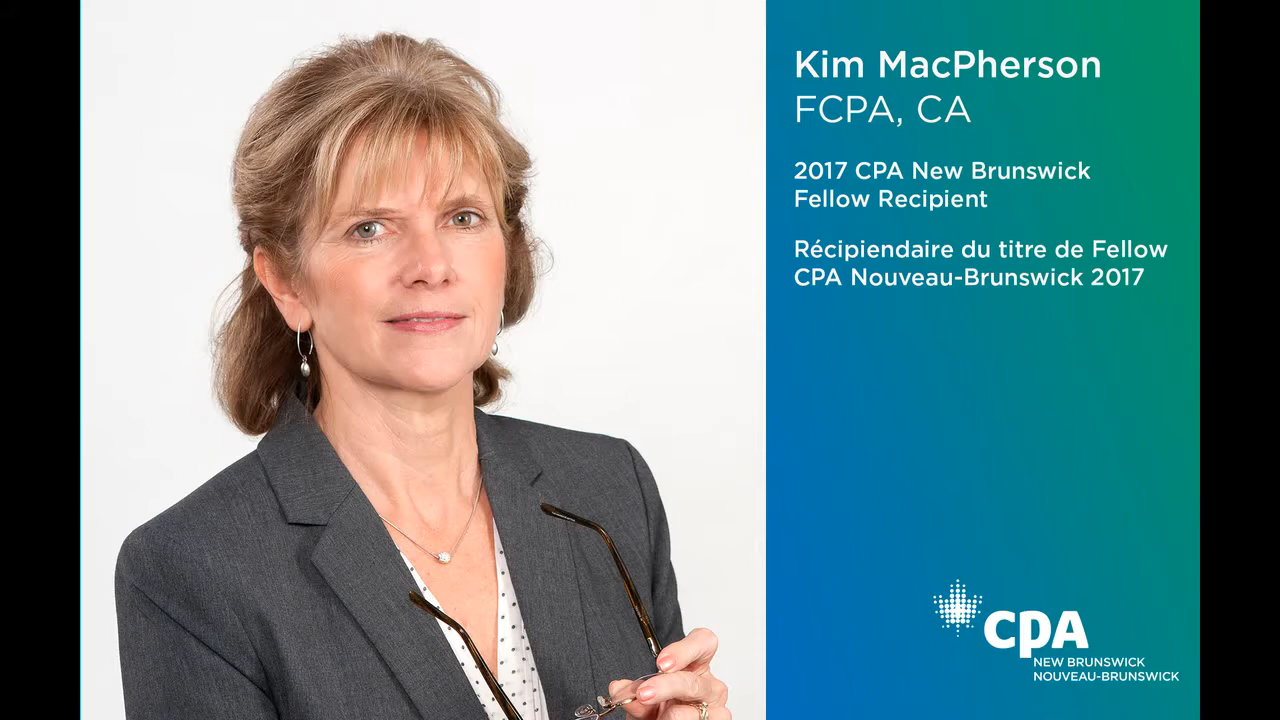 Kim MacPherson
FCPA, CA
2017 CPA New Brunswick
Fellow Recipient
Récipiendaire du titre de Fellow
CPA Nouveau-Brunswick 2017
CPA
NEW BRUNSWICK
NOUVEAU-BRUNSWICK